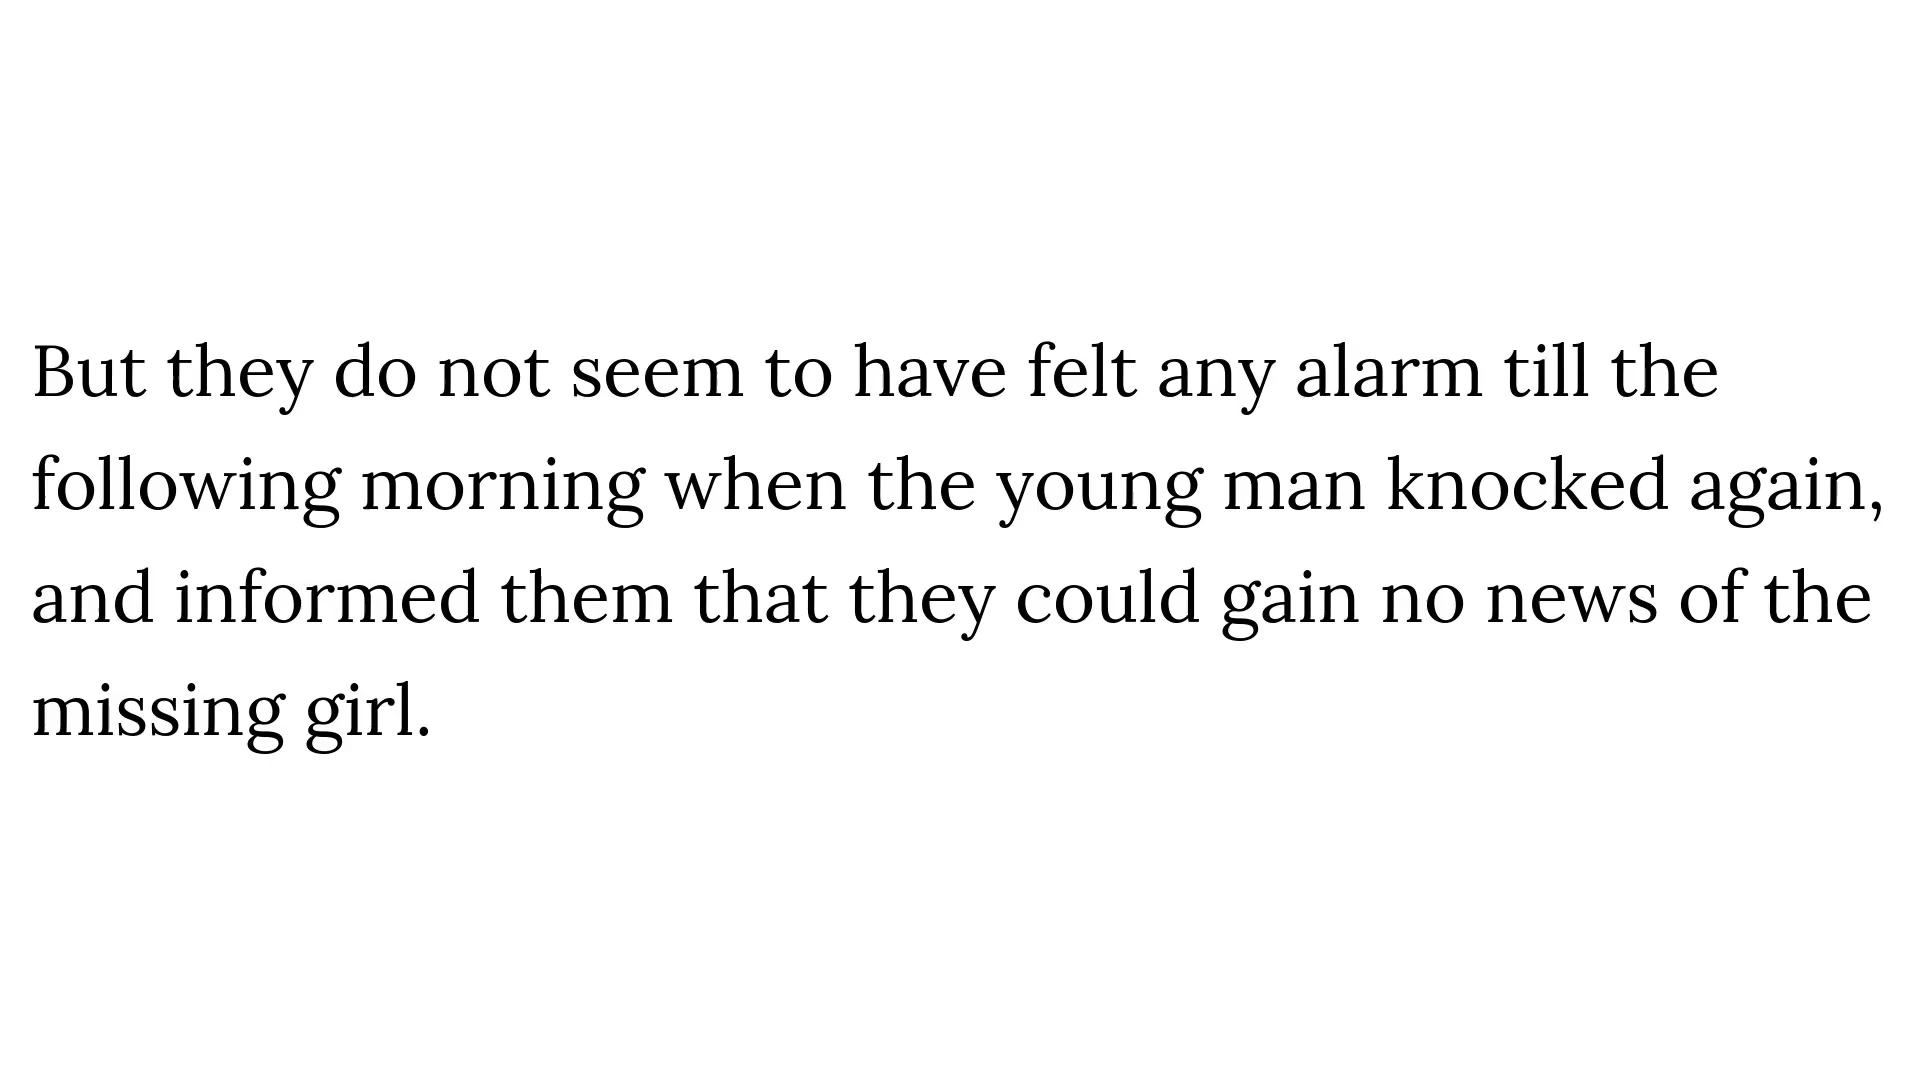 But they do not seem to have felt any alarm till the
following morning when the young man knocked again,
and informed them that they could gain no news of the
missing girl.